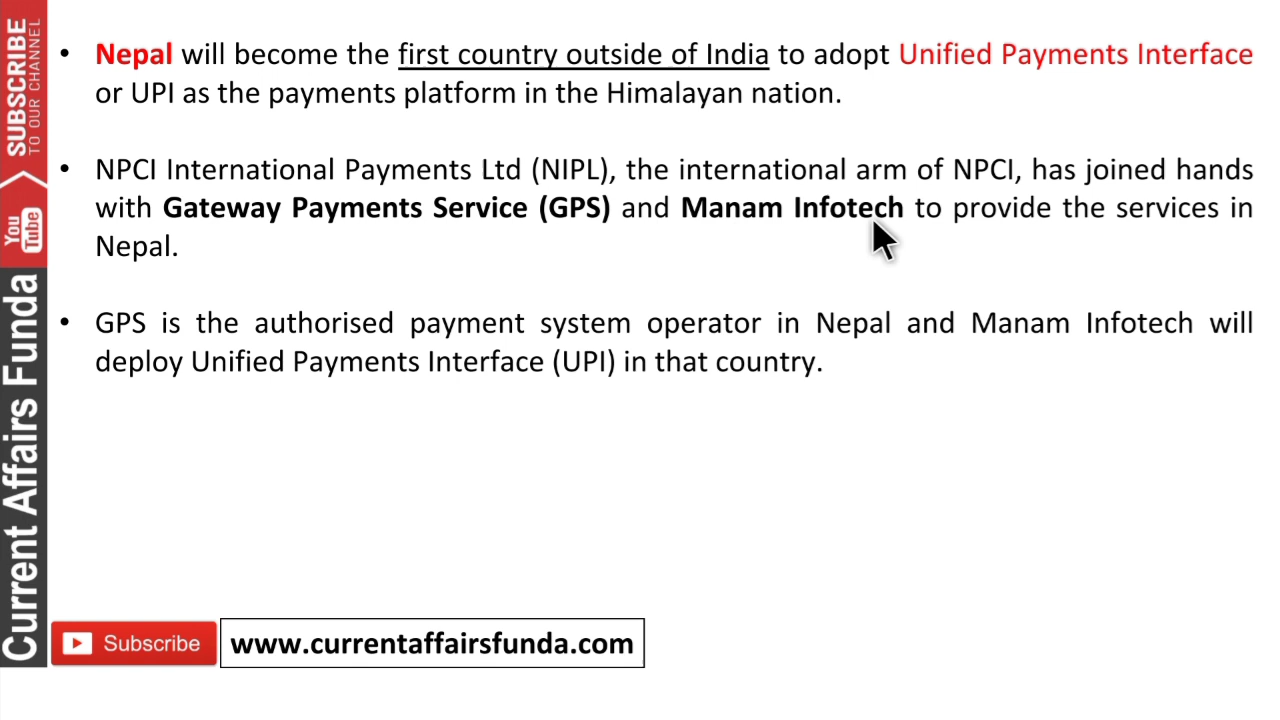 SUBSCRIBE
TO OUR CHANNEL
You
Tube
Current Affairs Funda
• Nepal will become the first country outside of India to adopt Unified Payments Interface
or UPI as the payments platform in the Himalayan nation.
• NPCI International Payments Ltd (NIPL), the international arm of NPCI, has joined hands
with Gateway Payments Service (GPS) and Manam Infotech to provide the services in
Nepal.
• GPS is the authorised payment system operator in Nepal and Manam Infotech will
deploy Unified Payments Interface (UPI) in that country.
Subscribe
www.currentaffairsfunda.com